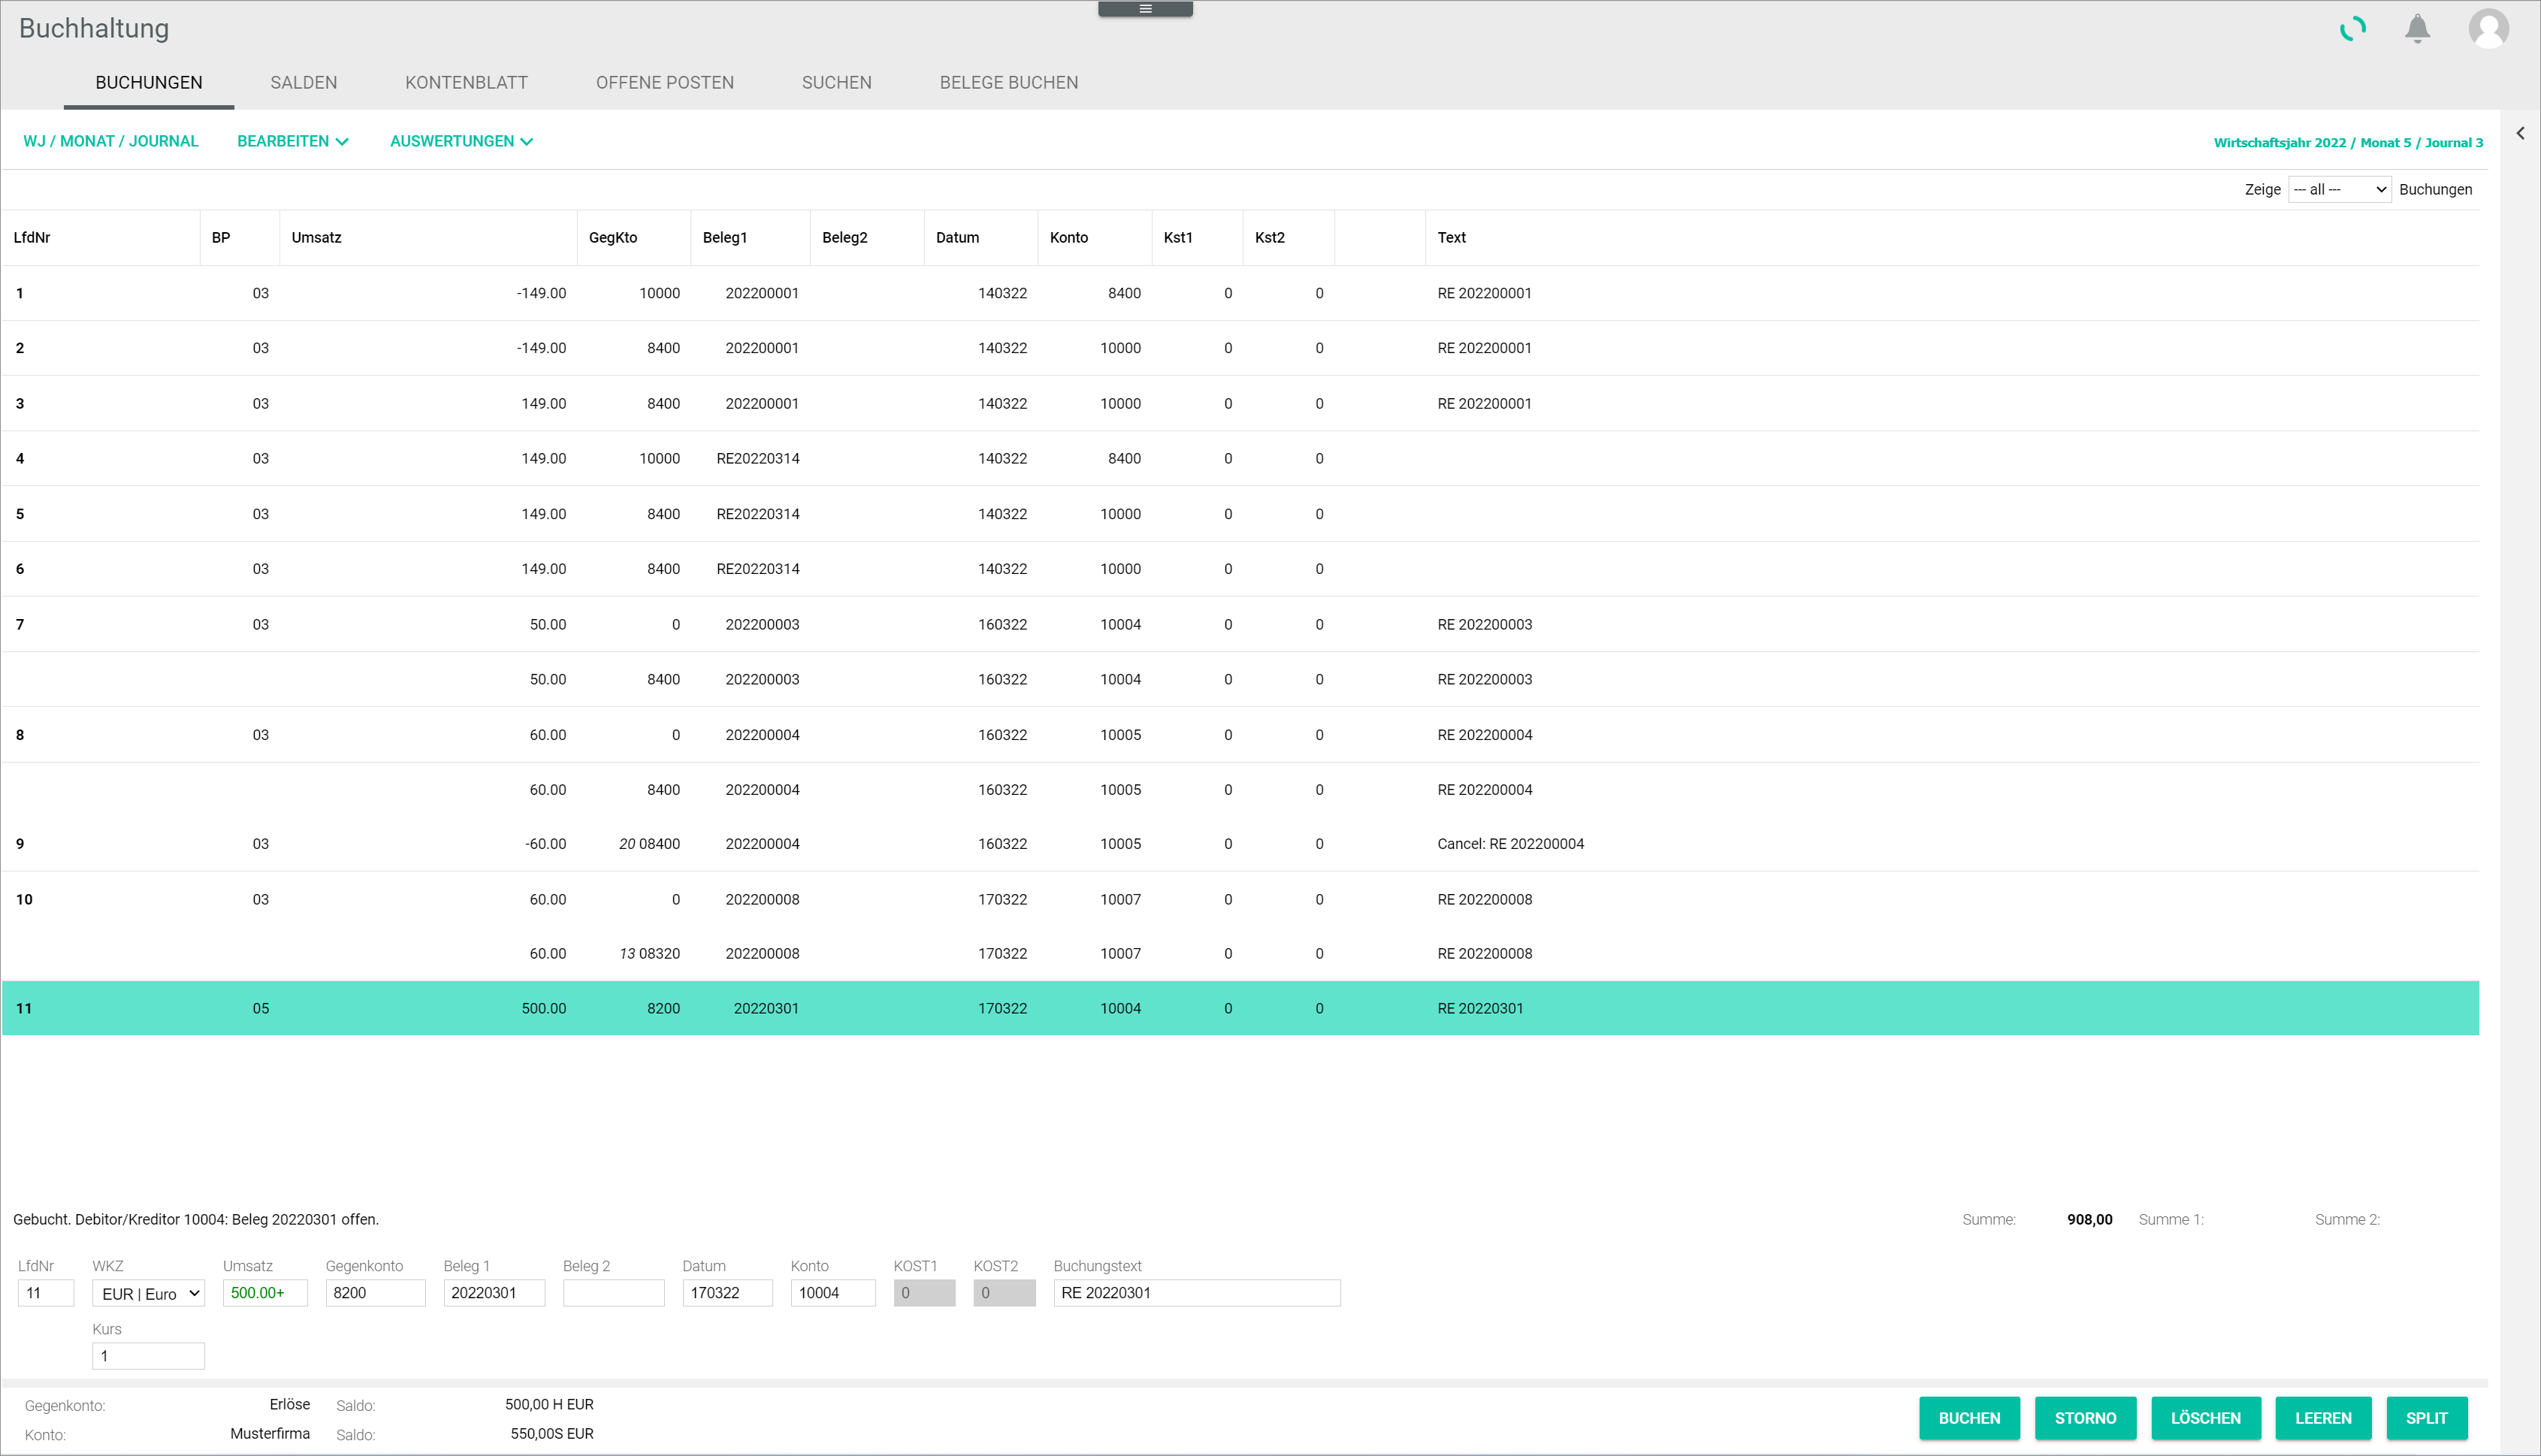 Buchhaltung
BUCHUNGEN SALDEN KONTENBLATT OFFENE POSTEN SUCHEN BELEGE BUCHEN
WJ / MONAT / JOURNAL BEARBEITEN AUSWERTUNGEN Wirtschaftsjahr 2022 / Monat 5 / Journal 3
Zeige --- all --- Buchungen
LfdNr BP Umsatz GegKto Beleg1 Beleg2 Datum Konto Kst1 Kst2 Text
1 03 -149.00 10000 202200001 140322 8400 0 0 RE 202200001
2 03 -149.00 8400 202200001 140322 10000 0 0 RE 202200001
3 03 149.00 8400 202200001 140322 10000 0 0 RE 202200001
4 03 149.00 10000 RE20220314 140322 8400 0 0
5 03 149.00 8400 RE20220314 140322 10000 0 0
6 03 149.00 8400 RE20220314 140322 10000 0 0
7 03 50.00 0 202200003 160322 10004 0 0 RE 202200003
50.00 8400 202200003 160322 10004 0 0 RE 202200003
8 03 60.00 0 202200004 160322 10005 0 0 RE 202200004
60.00 8400 202200004 160322 10005 0 0 RE 202200004
9 03 -60.00 20 08400 202200004 160322 10005 0 0 Cancel: RE 202200004
10 03 60.00 0 202200008 170322 10007 0 0 RE 202200008
60.00 13 08320 202200008 170322 10007 0 0 RE 202200008
11 05 500.00 8200 20220301 170322 10004 0 0 RE 20220301
Gebucht. Debitor/Kreditor 10004: Beleg 20220301 offen. Summe: 908,00 Summe 1: Summe 2:
LfdNr WKZ Umsatz Gegenkonto Beleg 1 Beleg 2 Datum Konto KOST1 KOST2 Buchungstext
11 EUR | Euro 500.00+ 8200 20220301 170322 10004 0 0 RE 20220301
Kurs
1
Gegenkonto: Erlöse Saldo: 500,00 H EUR
Konto: Musterfirma Saldo: 550,00S EUR
BUCHEN STORNO LÖSCHEN LEEREN SPLIT